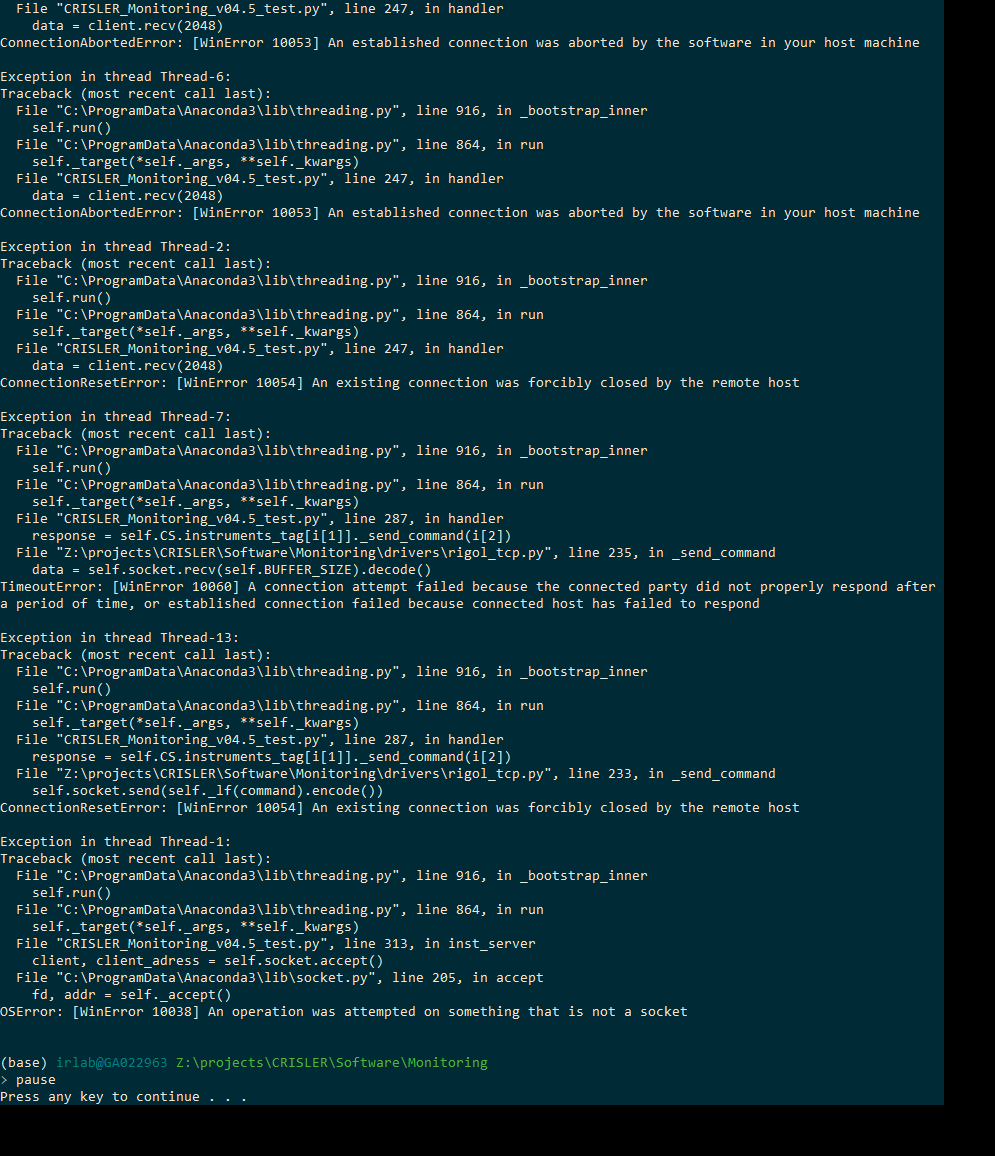 File "CRISLER_Monitoring_v04.5_test.py", line 247, in handler
data = client.recv(2048)
ConnectionAbortedError: [WinError 10053] An established connection was aborted by the software in your host machine
Exception in thread Thread-6:
Traceback (most recent call last):
File "C:\ProgramData\Anaconda3\lib\threading.py", line 916, in _bootstrap_inner
self.run()
File "C:\ProgramData\Anaconda3\lib\threading.py", line 864, in run
self._target(*self._args, **self._kwargs)
File "CRISLER_Monitoring_v04.5_test.py", line 247, in handler
data = client.recv(2048)
ConnectionAbortedError: [WinError 10053] An established connection was aborted by the software in your host machine
Exception in thread Thread-2:
Traceback (most recent call last):
File "C:\ProgramData\Anaconda3\lib\threading.py", line 916, in _bootstrap_inner
self.run()
File "C:\ProgramData\Anaconda3\lib\threading.py", line 864, in run
self._target(*self._args, **self._kwargs)
File "CRISLER_Monitoring_v04.5_test.py", line 247, in handler
data = client.recv(2048)
ConnectionResetError: [WinError 10054] An existing connection was forcibly closed by the remote host
Exception in thread Thread-7:
Traceback (most recent call last):
File "C:\ProgramData\Anaconda3\lib\threading.py", line 916, in _bootstrap_inner
self.run()
File "C:\ProgramData\Anaconda3\lib\threading.py", line 864, in run
self._target(*self._args, **self._kwargs)
File "CRISLER_Monitoring_v04.5_test.py", line 287, in handler
response = self.CS.instruments_tag[i[1]]._send_command(i[2])
File "Z:\projects\CRISLER\Software\Monitoring\drivers\rigol_tcp.py", line 235, in _send_command
data = self.socket.recv(self.BUFFER_SIZE).decode()
TimeoutError: [WinError 10060] A connection attempt failed because the connected party did not properly respond after
a period of time, or established connection failed because connected host has failed to respond
Exception in thread Thread-13:
Traceback (most recent call last):
File "C:\ProgramData\Anaconda3\lib\threading.py", line 916, in _bootstrap_inner
self.run()
File "C:\ProgramData\Anaconda3\lib\threading.py", line 864, in run
self._target(*self._args, **self._kwargs)
File "CRISLER_Monitoring_v04.5_test.py", line 287, in handler
response = self.CS.instruments_tag[i[1]]._send_command(i[2])
File "Z:\projects\CRISLER\Software\Monitoring\drivers\rigol_tcp.py", line 233, in _send_command
self.socket.send(self._lf(command).encode())
ConnectionResetError: [WinError 10054] An existing connection was forcibly closed by the remote host
Exception in thread Thread-1:
Traceback (most recent call last):
File "C:\ProgramData\Anaconda3\lib\threading.py", line 916, in _bootstrap_inner
self.run()
File "C:\ProgramData\Anaconda3\lib\threading.py", line 864, in run
self._target(*self._args, **self._kwargs)
File "CRISLER_Monitoring_v04.5_test.py", line 313, in inst_server
client, client_adress = self.socket.accept()
File "C:\ProgramData\Anaconda3\lib\socket.py", line 205, in accept
fd, addr = self._accept()
OSError: [WinError 10038] An operation was attempted on something that is not a socket
(base) irlab@GA022963 Z:\projects\CRISLER\Software\Monitoring
> pause
Press any key to continue . . .